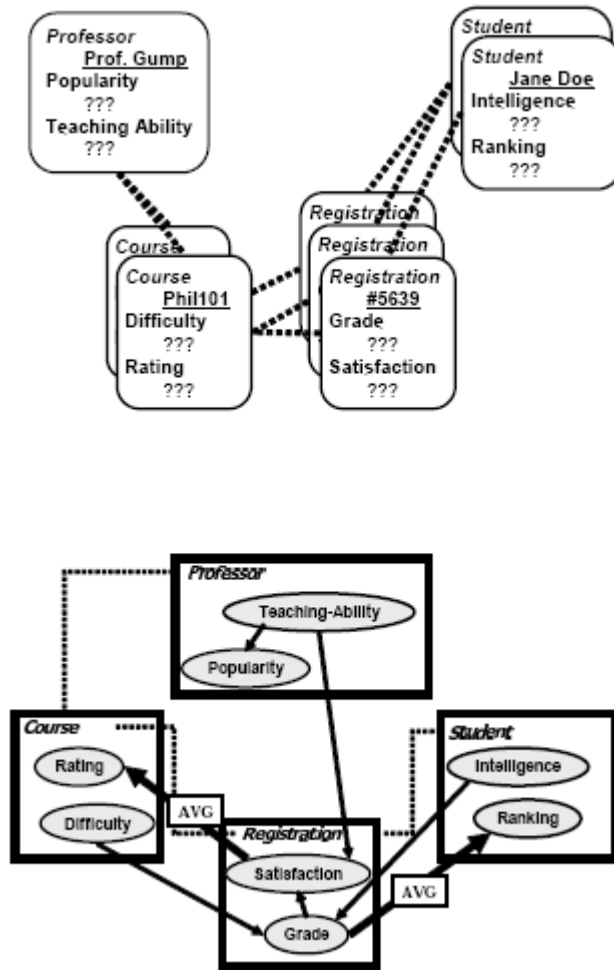 Professor
Prof. Gump
Popularity
???
Teaching Ability
???
Student
Student
Jane Doe
Intelligence
???
Ranking
???
Course
Course
Phil101
Difficulty
???
Rating
???
Registration
Registration
Registration
#5639
Grade
???
Satisfaction
???
Professor
Teaching-Ability
Popularity
Course
Rating
Difficulty
AVG
Registration
Satisfaction
Grade
Student
Intelligence
Ranking
AVG